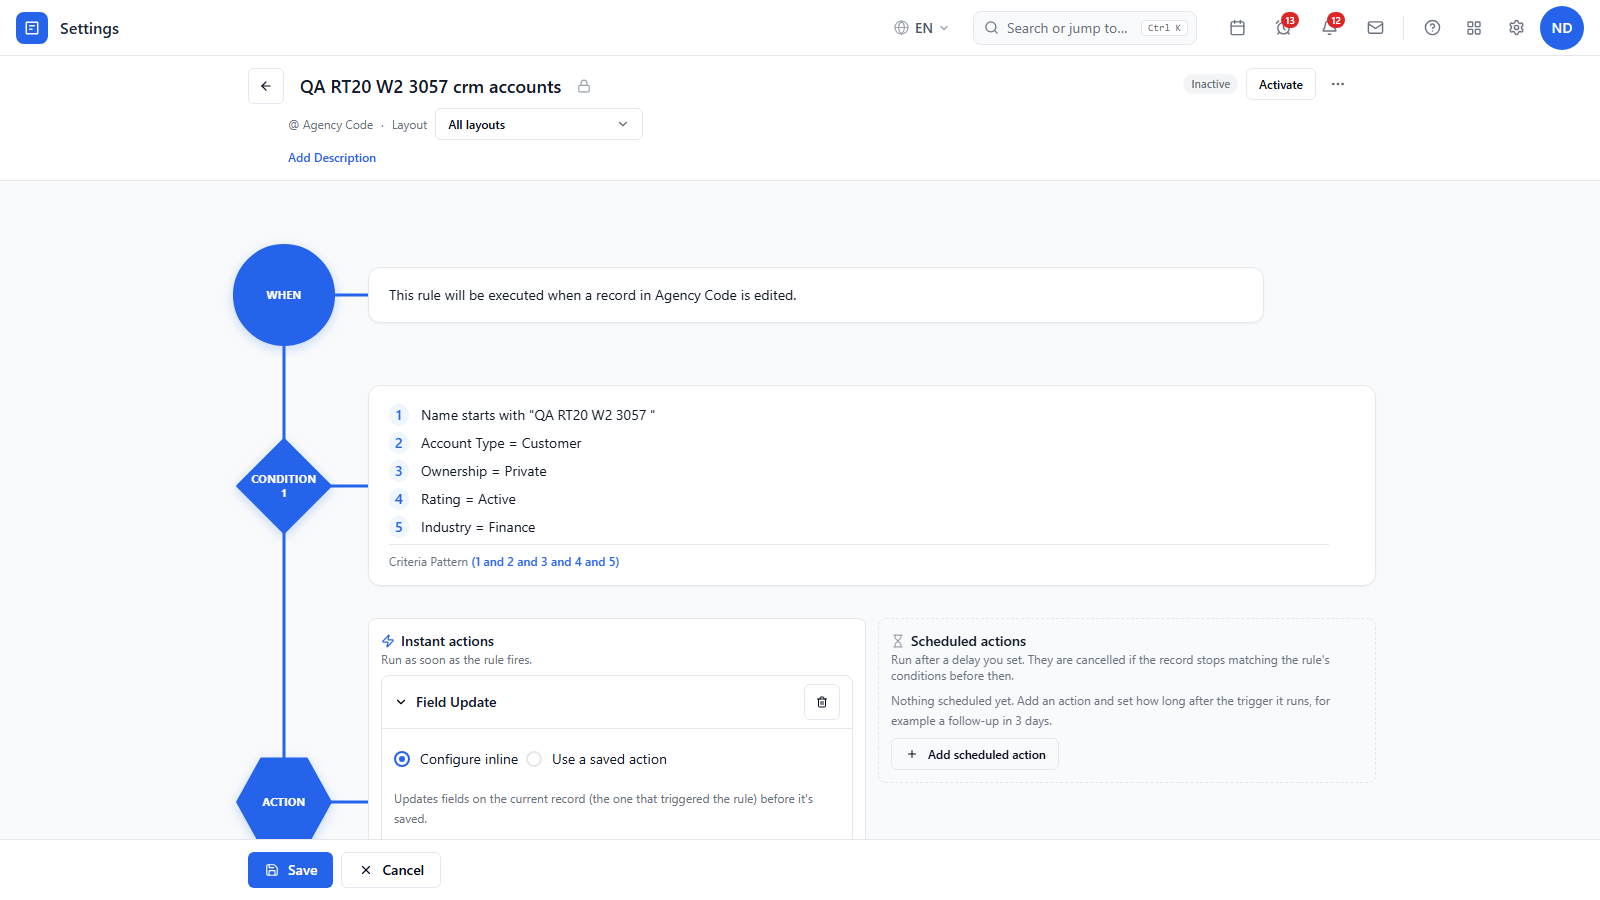 Settings
EN
Search or jump to...
Ctrl K
13
12
ND
QA RT20 W2 3057 crm accounts
Inactive
Activate
@ Agency Code · Layout
All layouts
Add Description
WHEN
This rule will be executed when a record in Agency Code is edited.
CONDITION
1
1 Name starts with "QA RT20 W2 3057 "
2 Account Type = Customer
3 Ownership = Private
4 Rating = Active
5 Industry = Finance
Criteria Pattern (1 and 2 and 3 and 4 and 5)
ACTION
Instant actions
Run as soon as the rule fires.
Field Update
Configure inline
Use a saved action
Updates fields on the current record (the one that triggered the rule) before it's
saved.
Scheduled actions
Run after a delay you set. They are cancelled if the record stops matching the rule's
conditions before then.
Nothing scheduled yet. Add an action and set how long after the trigger it runs, for
example a follow-up in 3 days.
+ Add scheduled action
Save
Cancel